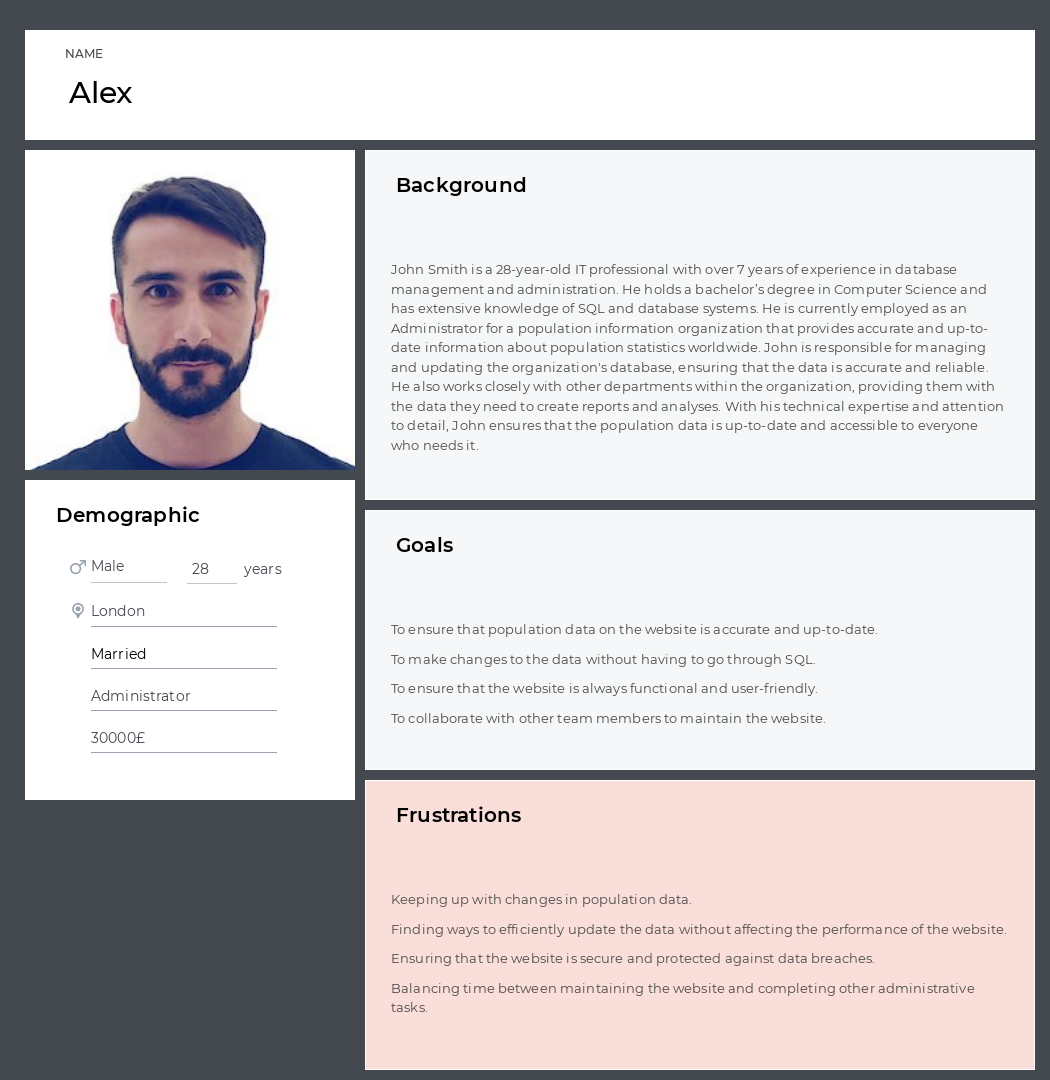 NAME
Alex
Background
John Smith is a 28-year-old IT professional with over 7 years of experience in database
management and administration. He holds a bachelor's degree in Computer Science and
has extensive knowledge of SQL and database systems. He is currently employed as an
Administrator for a population information organization that provides accurate and up-to-
date information about population statistics worldwide. John is responsible for managing
and updating the organization's database, ensuring that the data is accurate and reliable.
He also works closely with other departments within the organization, providing them with
the data they need to create reports and analyses. With his technical expertise and attention
to detail, John ensures that the population data is up-to-date and accessible to everyone
who needs it.
Demographic
Male 28 years
London
Married
Administrator
30000£
Goals
To ensure that population data on the website is accurate and up-to-date.
To make changes to the data without having to go through SQL.
To ensure that the website is always functional and user-friendly.
To collaborate with other team members to maintain the website.
Frustrations
Keeping up with changes in population data.
Finding ways to efficiently update the data without affecting the performance of the website.
Ensuring that the website is secure and protected against data breaches.
Balancing time between maintaining the website and completing other administrative
tasks.